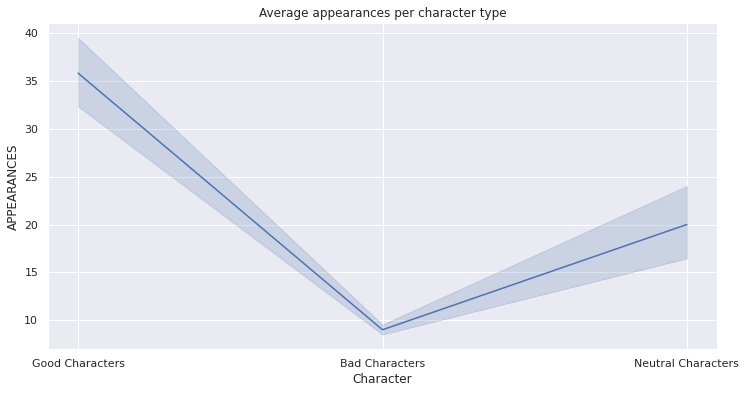 Average appearances per character type
APPEARANCES
40
35
30
25
20
15
10
Good Characters
Bad Characters
Neutral Characters
Character